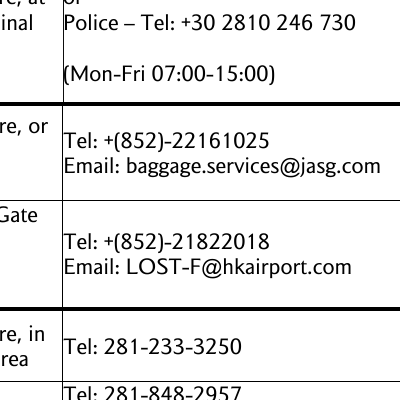 re, at
or
inal
Police – Tel: +30 2810 246 730
(Mon-Fri 07:00-15:00)
re, or
Tel: +(852)-22161025
Email: baggage.services@jasg.com
Gate
Tel: +(852)-21822018
Email: LOST-F@hkairport.com
re, in
rea
Tel: 281-233-3250
Tel: 281-848-2957